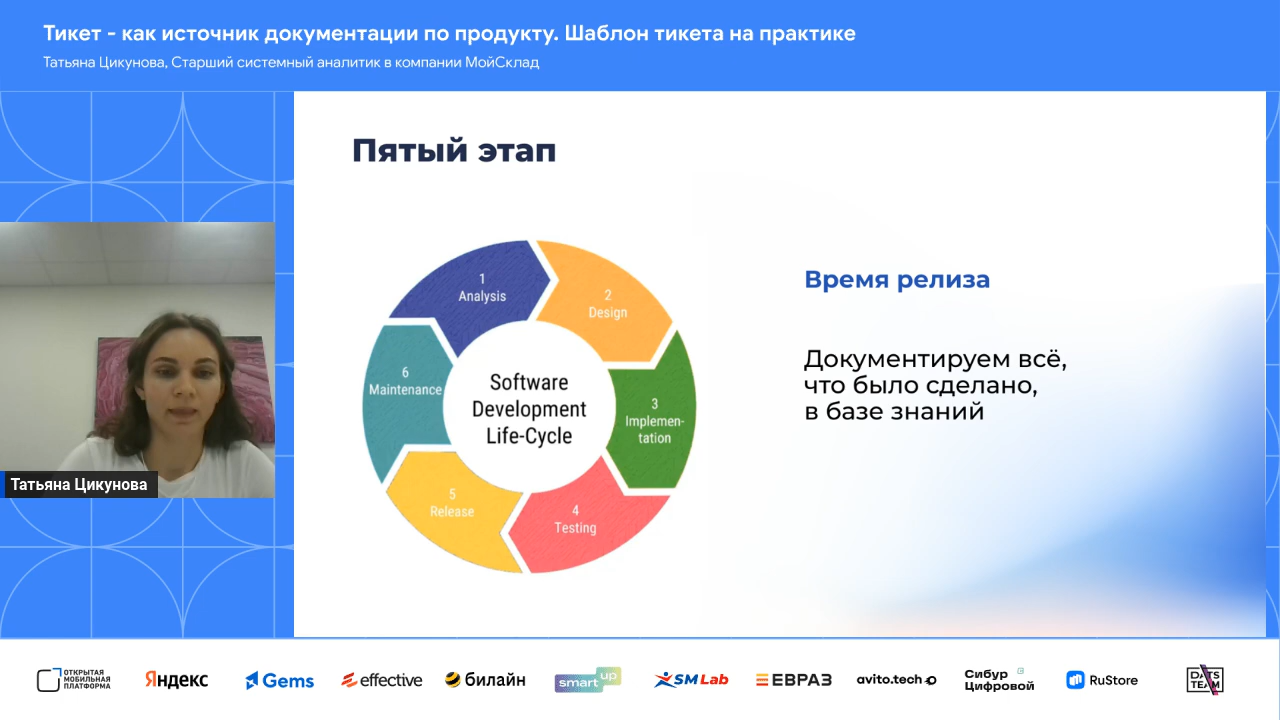 Тикет - как источник документации по продукту. Шаблон тикета на практике
Татьяна Цикунова, Старший системный аналитик в компании МойСклад
Пятый этап
1
Analysis
2
Design
3
Implemen-
tation
4
Testing
5
Release
6
Maintenance
Software
Development
Life-Cycle
Время релиза
Документируем всё,
что было сделано,
в базе знаний
Татьяна Цикунова
ОТКРЫТАЯ
МОБИЛЬНАЯ
ПЛАТФОРМА
Яндекс
Gems
effective
билайн
smart up
SM Lab
ЕВРАЗ
avito.tech
Сибур
Цифровой
RuStore
DATS
TEAM